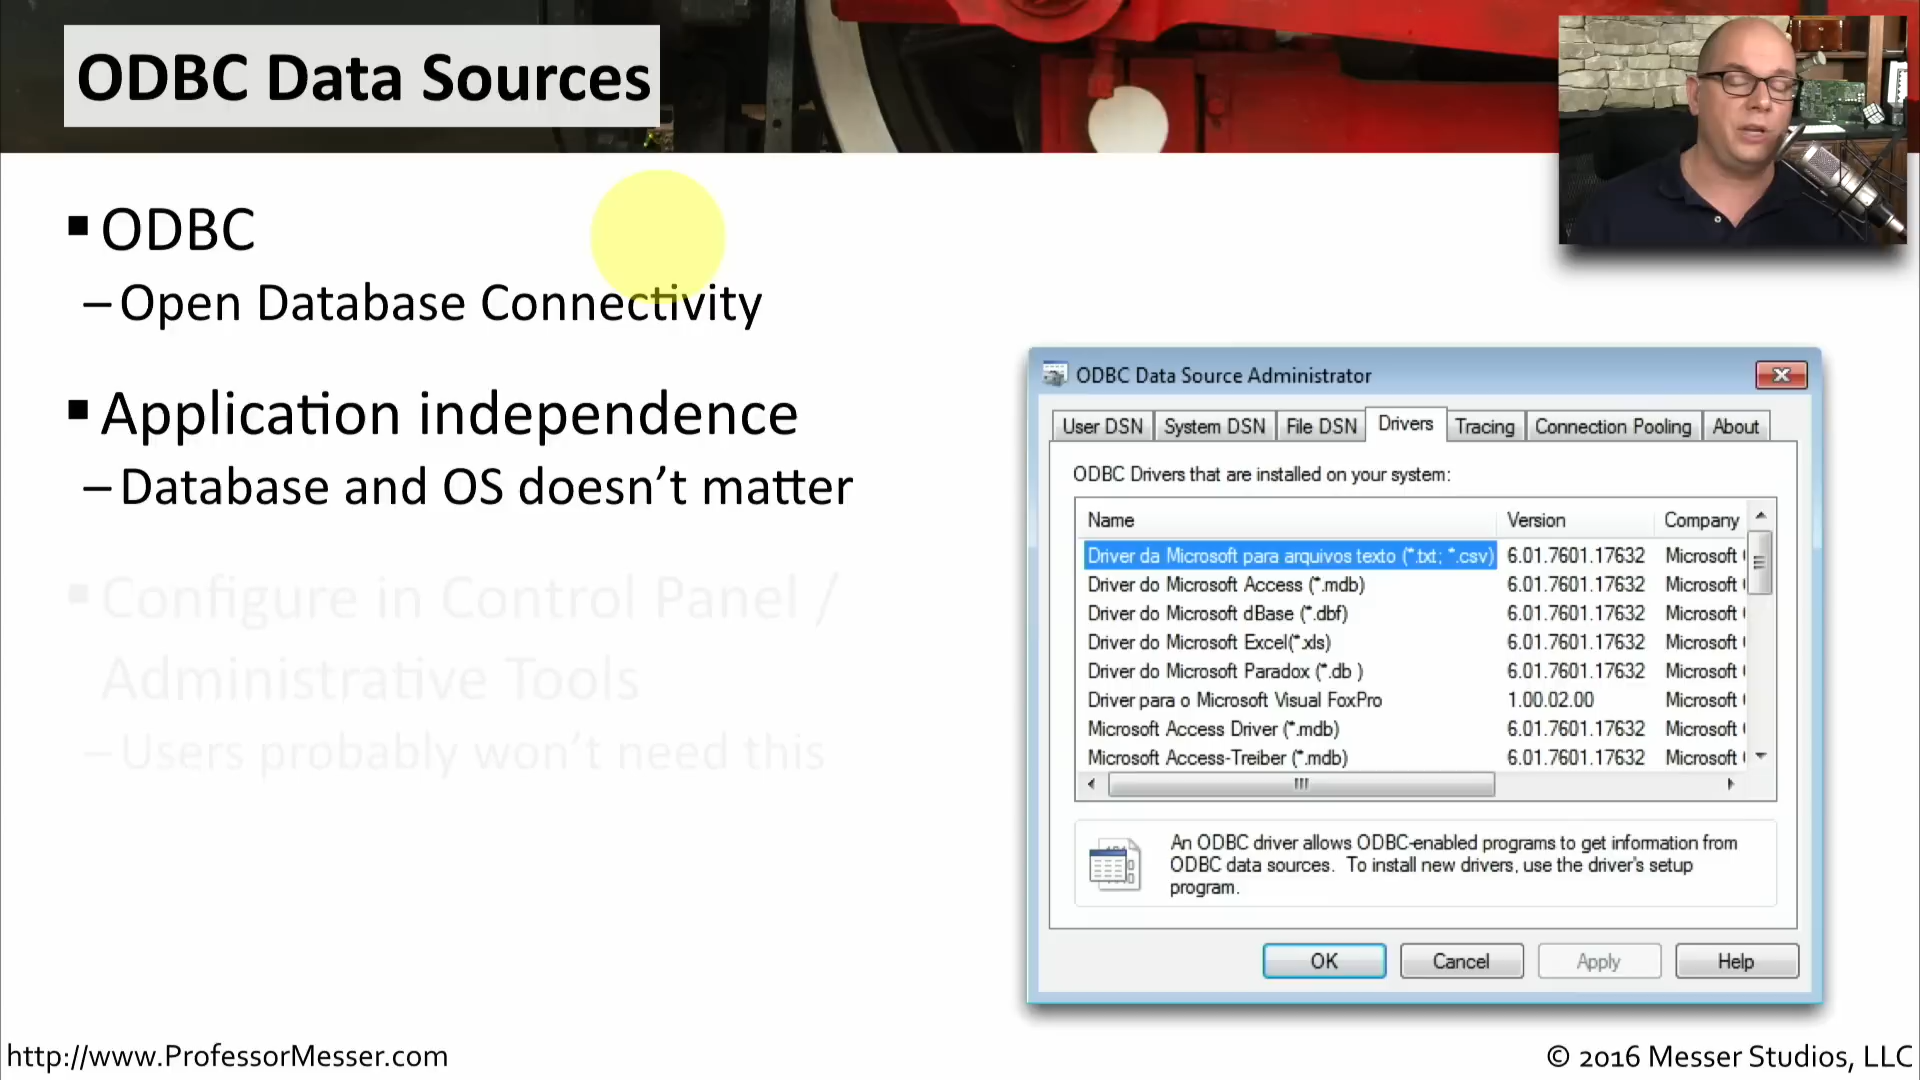 ODBC Data Sources
▪ ODBC
– Open Database Connectivity
▪ Application independence
– Database and OS doesn’t matter
▪ Configure in Control Panel /
Administrative Tools
– Users probably won’t need this
ODBC Data Source Administrator
User DSN System DSN File DSN Drivers Tracing Connection Pooling About
ODBC Drivers that are installed on your system:
Name Version Company
Driver da Microsoft para arquivos texto (*.txt; *.csv) 6.01.7601.17632 Microsoft
Driver do Microsoft Access (*.mdb) 6.01.7601.17632 Microsoft
Driver do Microsoft dBase (*.dbf) 6.01.7601.17632 Microsoft
Driver do Microsoft Excel(*.xls) 6.01.7601.17632 Microsoft
Driver do Microsoft Paradox (*.db ) 6.01.7601.17632 Microsoft
Driver para o Microsoft Visual FoxPro 1.00.02.00 Microsoft
Microsoft Access Driver (*.mdb) 6.01.7601.17632 Microsoft
Microsoft Access-Treiber (*.mdb) 6.01.7601.17632 Microsoft
An ODBC driver allows ODBC-enabled programs to get information from
ODBC data sources. To install new drivers, use the driver's setup
program.
OK Cancel Apply Help
http://www.ProfessorMesser.com
© 2016 Messer Studios, LLC